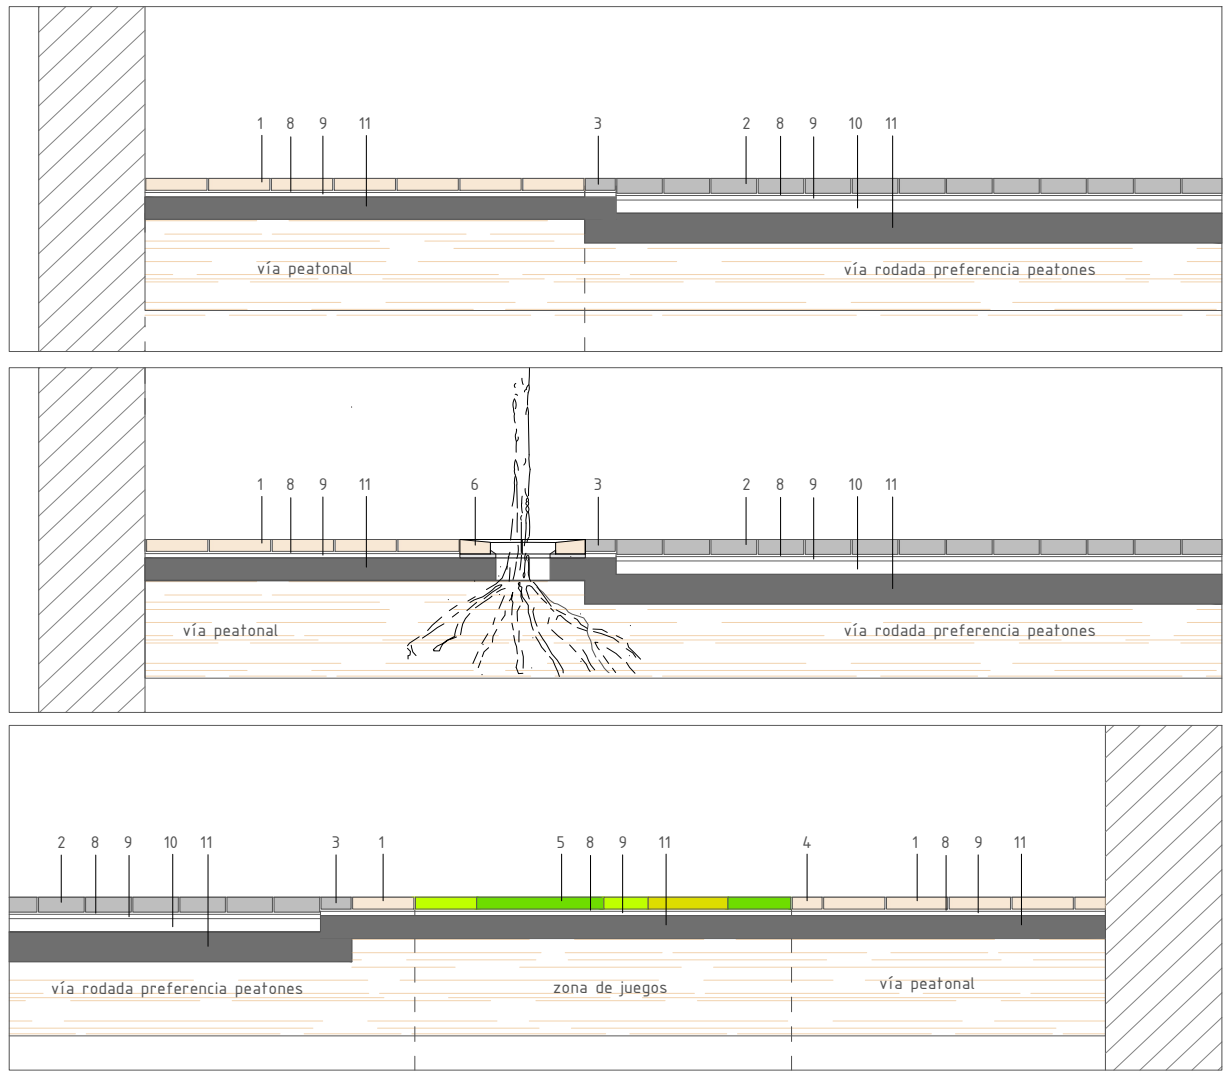 1 8 9 11 3 2 8 9 10 11
vía peatonal vía rodada preferencia peatones
1 8 9 11 6 3 2 8 9 10 11
vía peatonal vía rodada preferencia peatones
2 8 9 10 11 3 1 5 8 9 11 4 1 8 9 11
vía rodada preferencia peatones zona de juegos vía peatonal